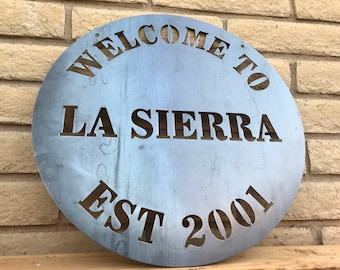 WELCOME TO
LA SIERRA
EST 2001